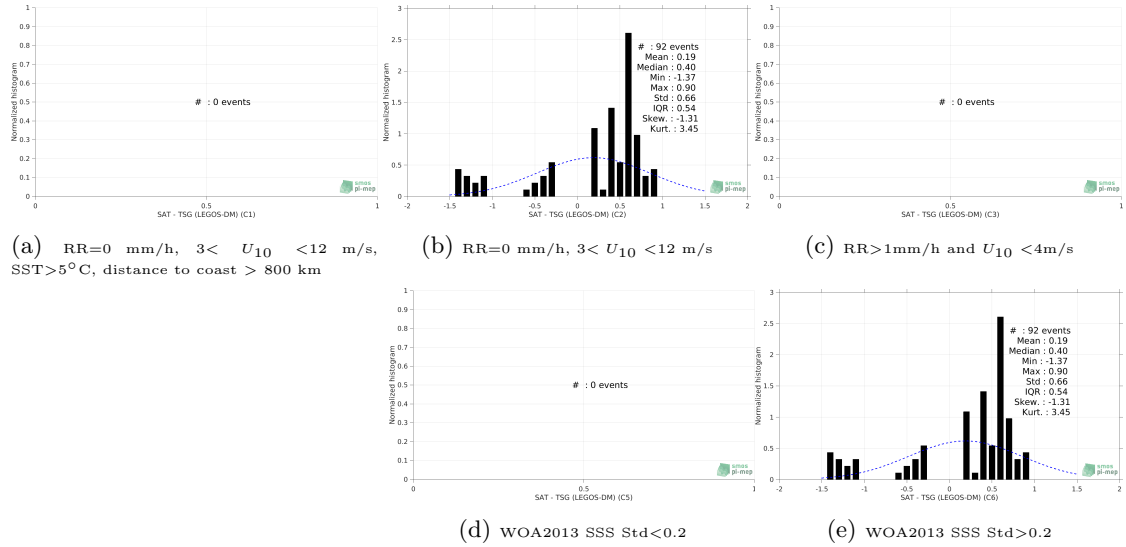 1
0.9
0.8
0.7
0.6
0.5
0.4
0.3
0.2
0.1
0
Normalized histogram
# : 0 events
smos
pi-mep
0 0.5 1
SAT - TSG (LEGOS-DM) (C1)
(a) RR=0 mm/h, 3< U10 <12 m/s,
SST>5°C, distance to coast > 800 km
3
2.5
2
1.5
1
0.5
0
Normalized histogram
# : 92 events
Mean : 0.19
Median : 0.40
Min : -1.37
Max : 0.90
Std : 0.66
IQR : 0.54
Skew. : -1.31
Kurt. : 3.45
smos
pi-mep
-2 -1.5 -1 -0.5 0 0.5 1 1.5 2
SAT - TSG (LEGOS-DM) (C2)
(b) RR=0 mm/h, 3< U10 <12 m/s
1
0.9
0.8
0.7
0.6
0.5
0.4
0.3
0.2
0.1
0
Normalized histogram
# : 0 events
smos
pi-mep
0 0.5 1
SAT - TSG (LEGOS-DM) (C3)
(c) RR>1mm/h and U10 <4m/s
1
0.9
0.8
0.7
0.6
0.5
0.4
0.3
0.2
0.1
0
Normalized histogram
# : 0 events
smos
pi-mep
0 0.5 1
SAT - TSG (LEGOS-DM) (C5)
(d) WOA2013 SSS Std<0.2
3
2.5
2
1.5
1
0.5
0
Normalized histogram
# : 92 events
Mean : 0.19
Median : 0.40
Min : -1.37
Max : 0.90
Std : 0.66
IQR : 0.54
Skew. : -1.31
Kurt. : 3.45
smos
pi-mep
-2 -1.5 -1 -0.5 0 0.5 1 1.5 2
SAT - TSG (LEGOS-DM) (C6)
(e) WOA2013 SSS Std>0.2